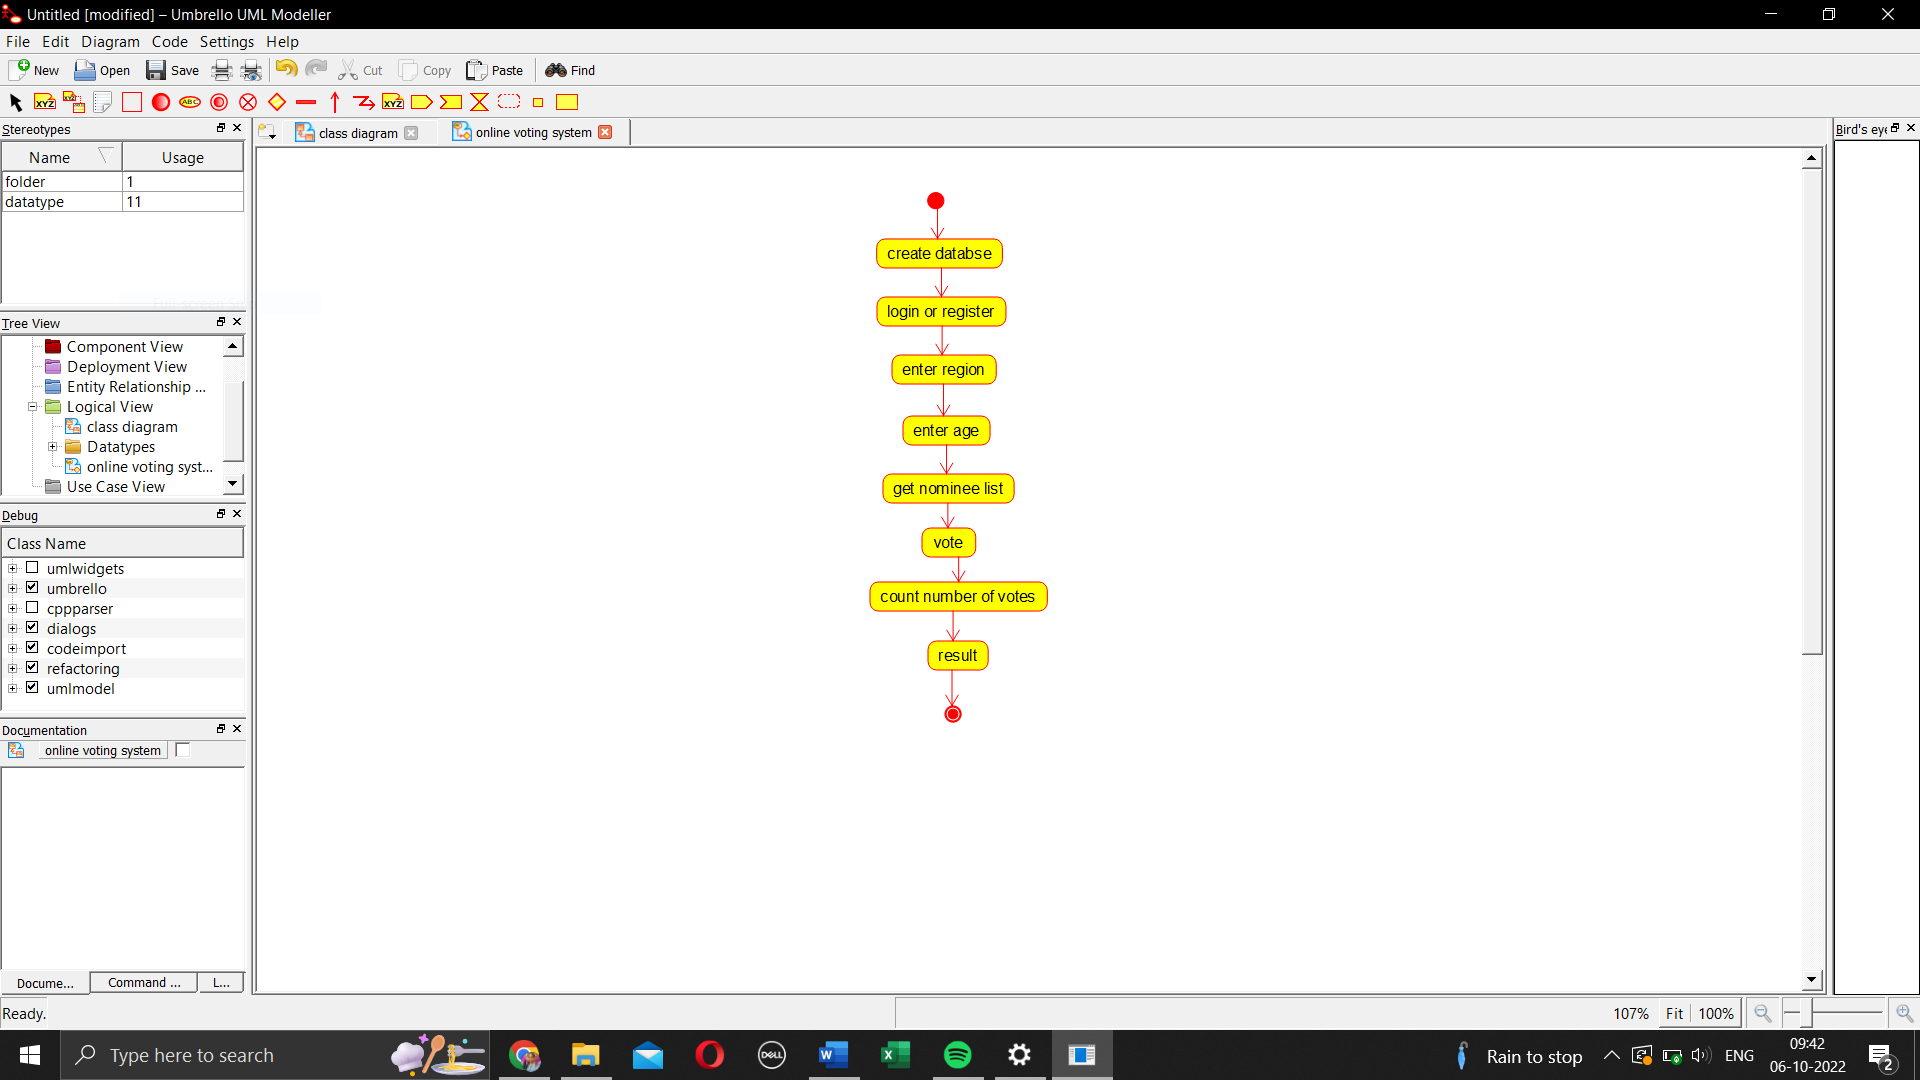 Untitled [modified] – Umbrello UML Modeller
File Edit Diagram Code Settings Help
New Open Save Cut Copy Paste Find
XYZ XYZ ABC XYZ
Stereotypes
Name Usage
folder 1
datatype 11
Tree View
Component View
Deployment View
Entity Relationship ...
Logical View
class diagram
Datatypes
online voting syst...
Use Case View
Debug
Class Name
umlwidgets
umbrello
cppparser
dialogs
codeimport
refactoring
umlmodel
Documentation
online voting system
Docume... Command ... L...
class diagram online voting system
create databse
login or register
enter region
enter age
get nominee list
vote
count number of votes
result
Bird's eye
Ready.
107% Fit 100%
Type here to search
DELL
W
X
Rain to stop
ENG
09:42
06-10-2022
2